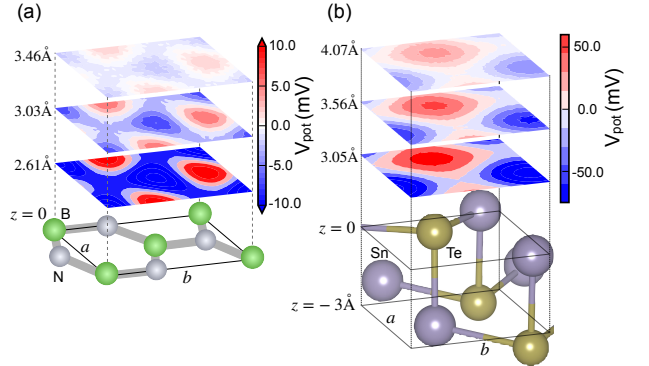 (a)
3.46Å
3.03Å
2.61Å
z = 0
B
N
a
b
10.0
5.0
0.0
-5.0
-10.0
V_pot (mV)
(b)
4.07Å
3.56Å
3.05Å
z = 0
z = −3Å
Sn
Te
a
b
50.0
0.0
-50.0
V_pot (mV)